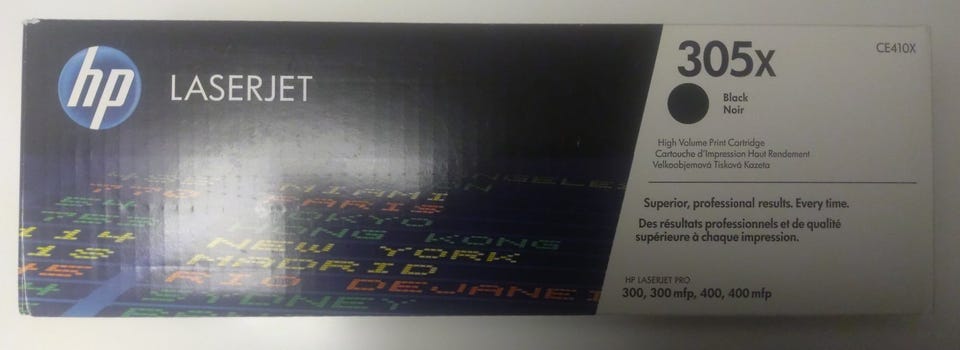 hp
LASERJET
305X
CE410X
Black
Noir
High Volume Print Cartridge
Cartouche d'Impression Haut Rendement
Velkoobjemová Tisková Kazeta
Superior, professional results. Every time.
Des résultats professionnels et de qualité
supérieure à chaque impression.
HP LASERJET PRO
300, 300 mfp, 400, 400 mfp
MIAMI
PARIS
TOKYO
HONG KONG
114 NEW YORK
MADRID
RIO DEJANEI
SYDNEY